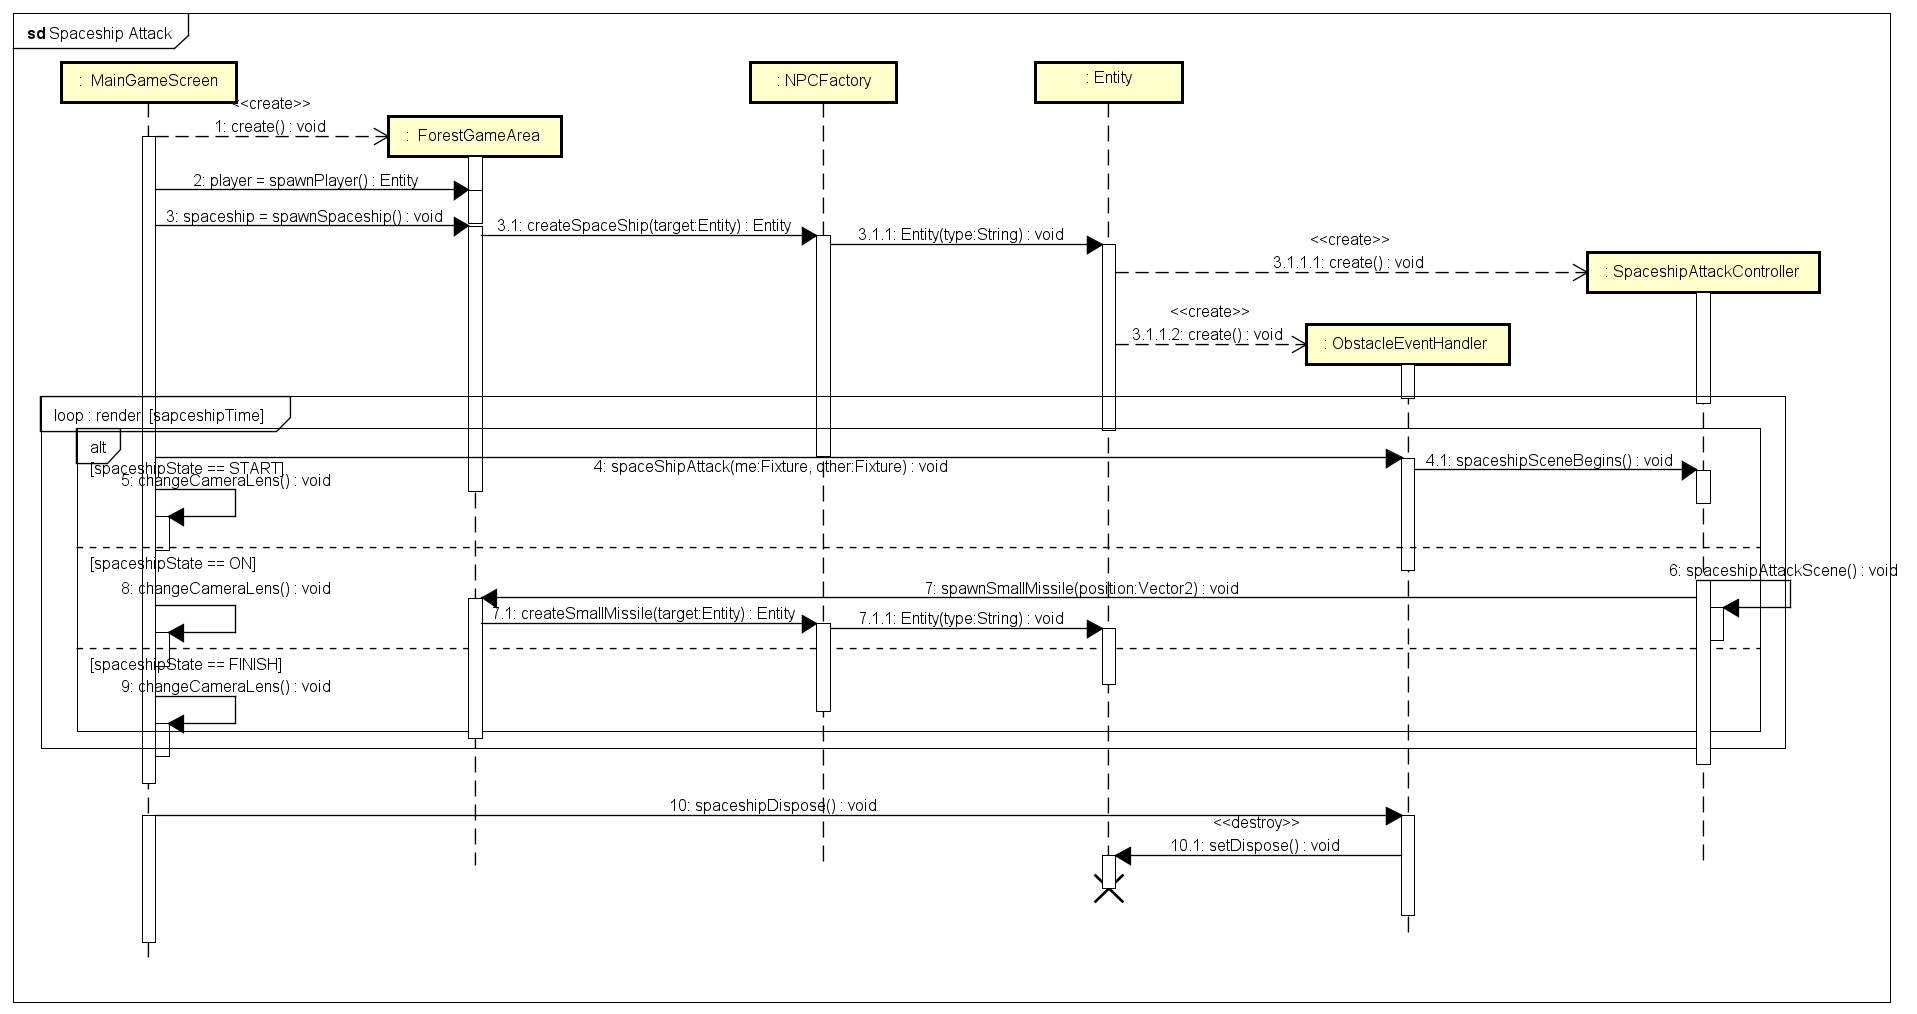 sd Spaceship Attack
: MainGameScreen
: NPCFactory
: Entity
<<create>>
1: create() : void
: ForestGameArea
2: player = spawnPlayer() : Entity
3: spaceship = spawnSpaceship() : void
3.1: createSpaceShip(target:Entity) : Entity
3.1.1: Entity(type:String) : void
<<create>>
3.1.1.1: create() : void
: SpaceshipAttackController
<<create>>
3.1.1.2: create() : void
: ObstacleEventHandler
loop : render [sapceshipTime]
alt
[spaceshipState == START]
4: spaceShipAttack(me:Fixture, other:Fixture) : void
4.1: spaceshipSceneBegins() : void
5: changeCameraLens() : void
[spaceshipState == ON]
6: spaceshipAttackScene() : void
8: changeCameraLens() : void
7: spawnSmallMissile(position:Vector2) : void
7.1: createSmallMissile(target:Entity) : Entity
7.1.1: Entity(type:String) : void
[spaceshipState == FINISH]
9: changeCameraLens() : void
10: spaceshipDispose() : void
<<destroy>>
10.1: setDispose() : void